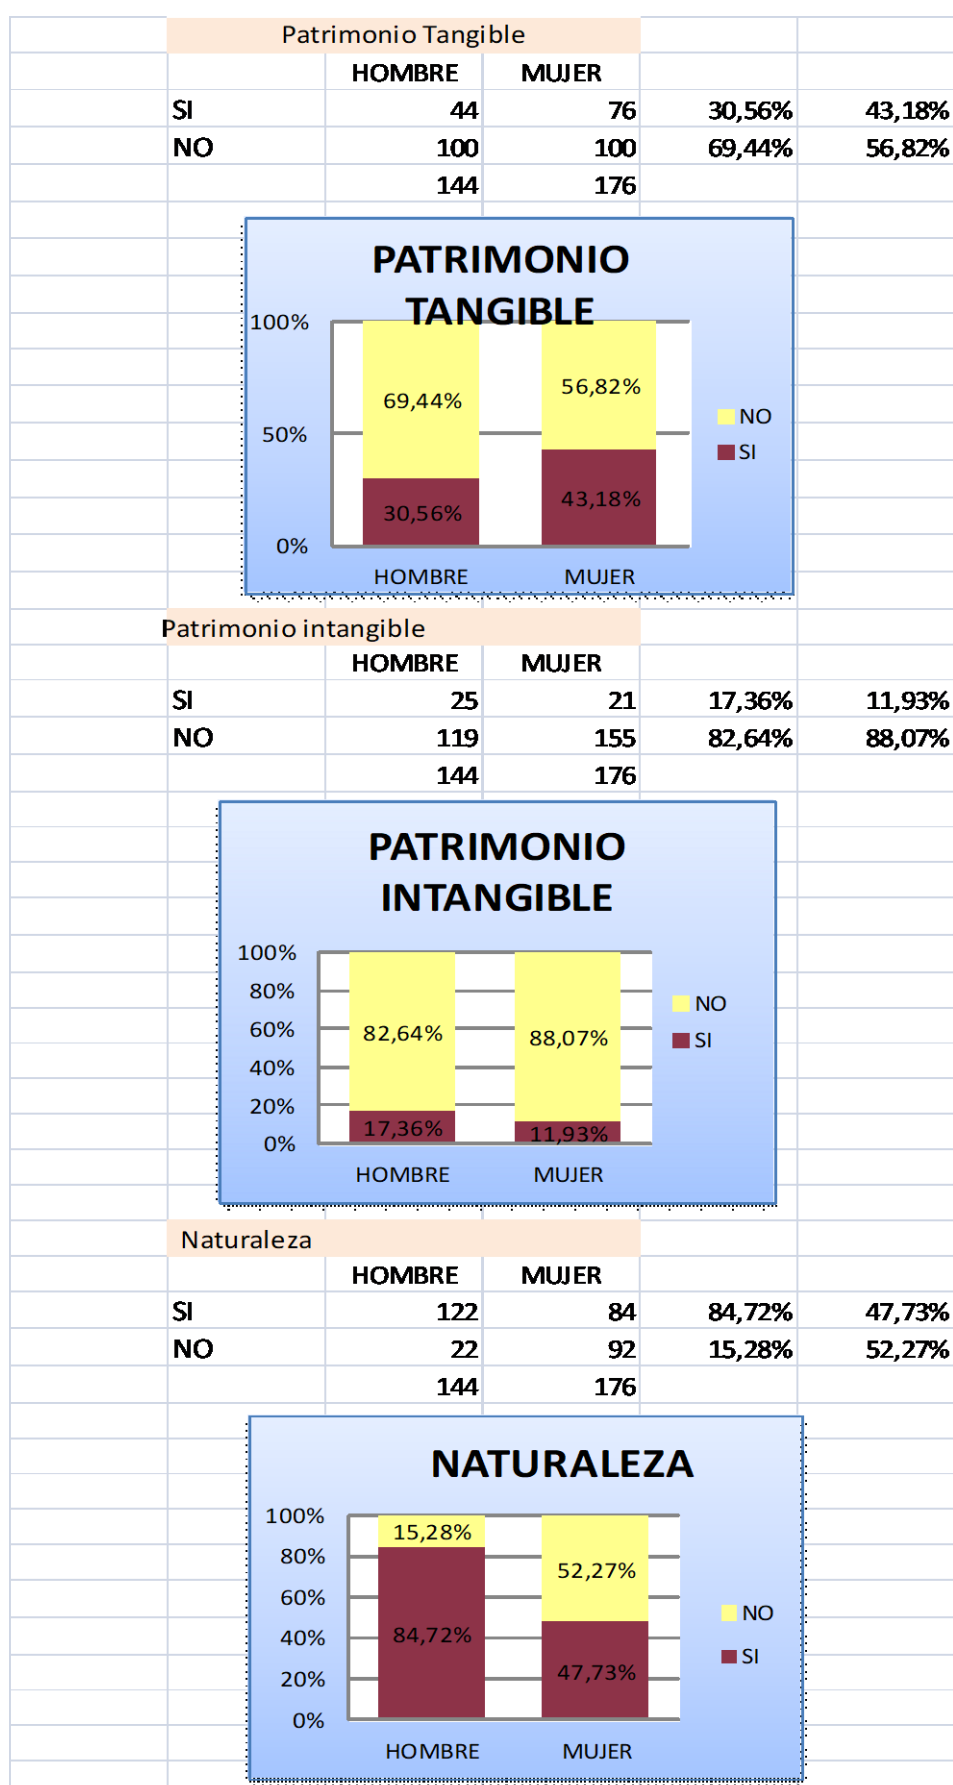 Patrimonio Tangible
HOMBRE MUJER
SI 44 76 30,56% 43,18%
NO 100 100 69,44% 56,82%
144 176
PATRIMONIO
TANGIBLE
100%
69,44% 56,82%
50%
NO
SI
30,56% 43,18%
0%
HOMBRE MUJER
Patrimonio intangible
HOMBRE MUJER
SI 25 21 17,36% 11,93%
NO 119 155 82,64% 88,07%
144 176
PATRIMONIO
INTANGIBLE
100%
80%
60%
40%
20%
0%
82,64% 88,07%
17,36% 11,93%
NO
SI
HOMBRE MUJER
Naturaleza
HOMBRE MUJER
SI 122 84 84,72% 47,73%
NO 22 92 15,28% 52,27%
144 176
NATURALEZA
100%
80%
60%
40%
20%
0%
15,28% 52,27%
84,72% 47,73%
NO
SI
HOMBRE MUJER